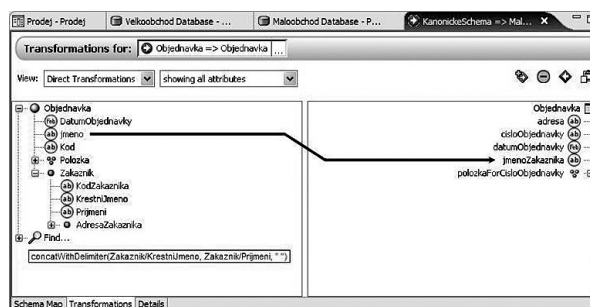 Prodej - Prodej
Velkoobchod Database - ...
Maloobchod Database - P...
KanonickeSchema => Mal...
Transformations for: Objednavka => Objednavka ...
View: Direct Transformations showing all attributes
Objednavka
DatumObjednavky
jmeno
Kod
Polozka
Zakaznik
KodZakaznika
KrestniJmeno
Prijmeni
AdresaZakaznika
Find...
concatWithDelimiter(Zakaznik/KrestniJmeno, Zakaznik/Prijmeni, " ")
Objednavka
adresa
cisloObjednavky
datumObjednavky
jmenoZakaznika
polozkaForCisloObjednavky
Schema Map Transformations Details